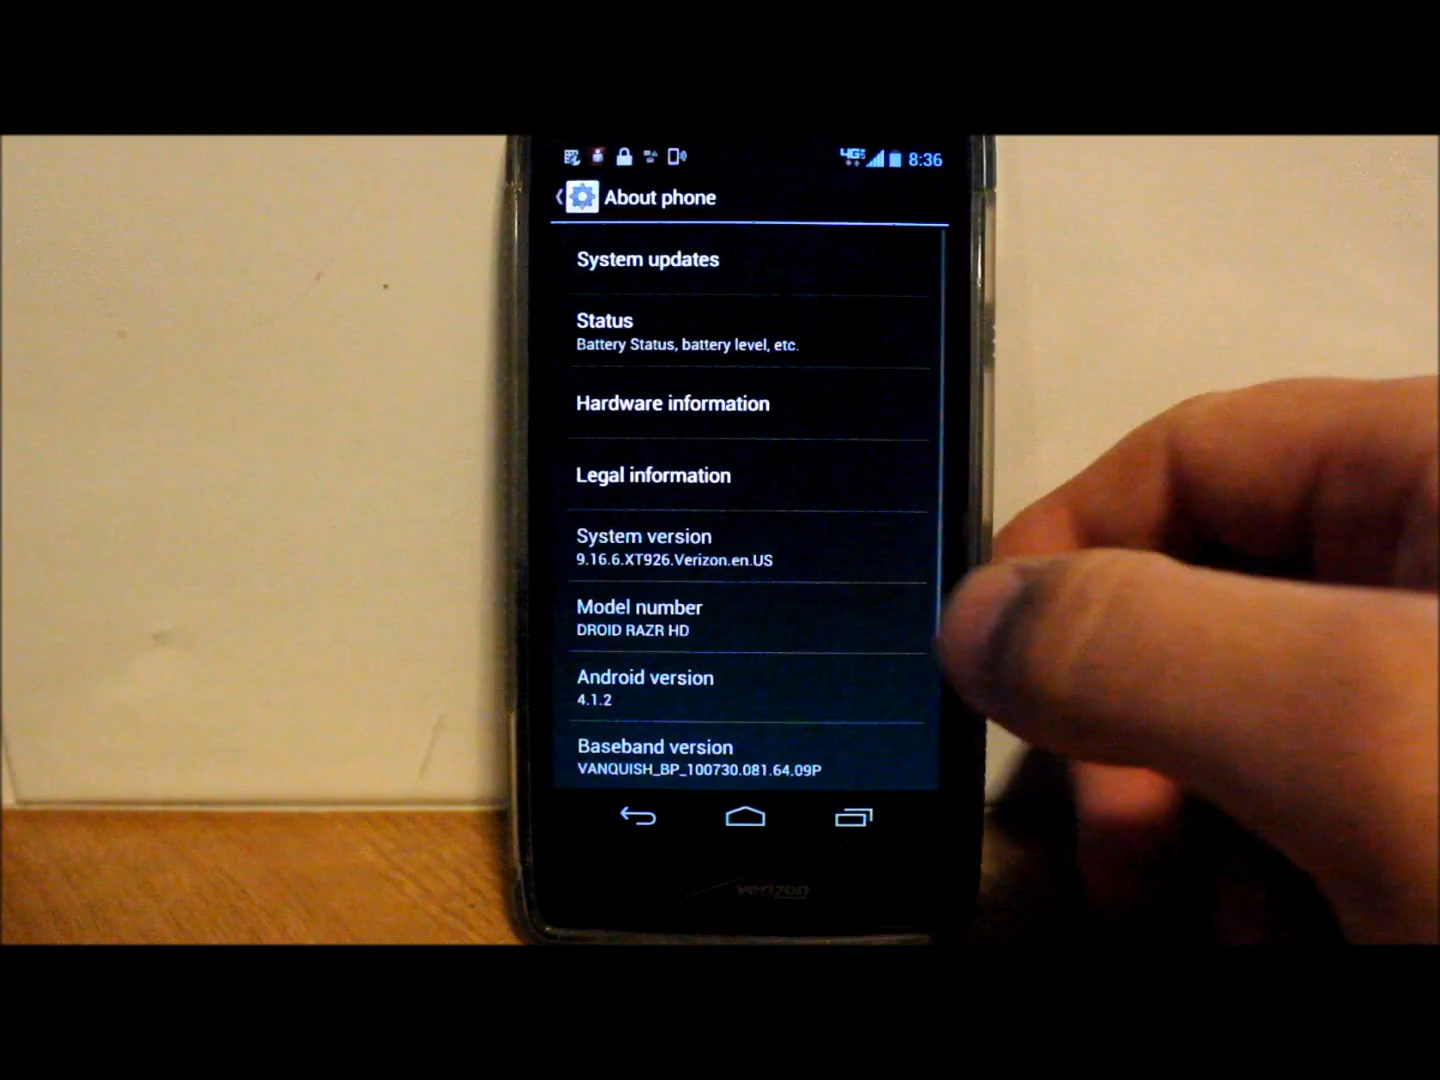 4G 8:36
About phone
System updates
Status
Battery Status, battery level, etc.
Hardware information
Legal information
System version
9.16.6.XT926.Verizon.en.US
Model number
DROID RAZR HD
Android version
4.1.2
Baseband version
VANQUISH_BP_100730.081.64.09P
verizon